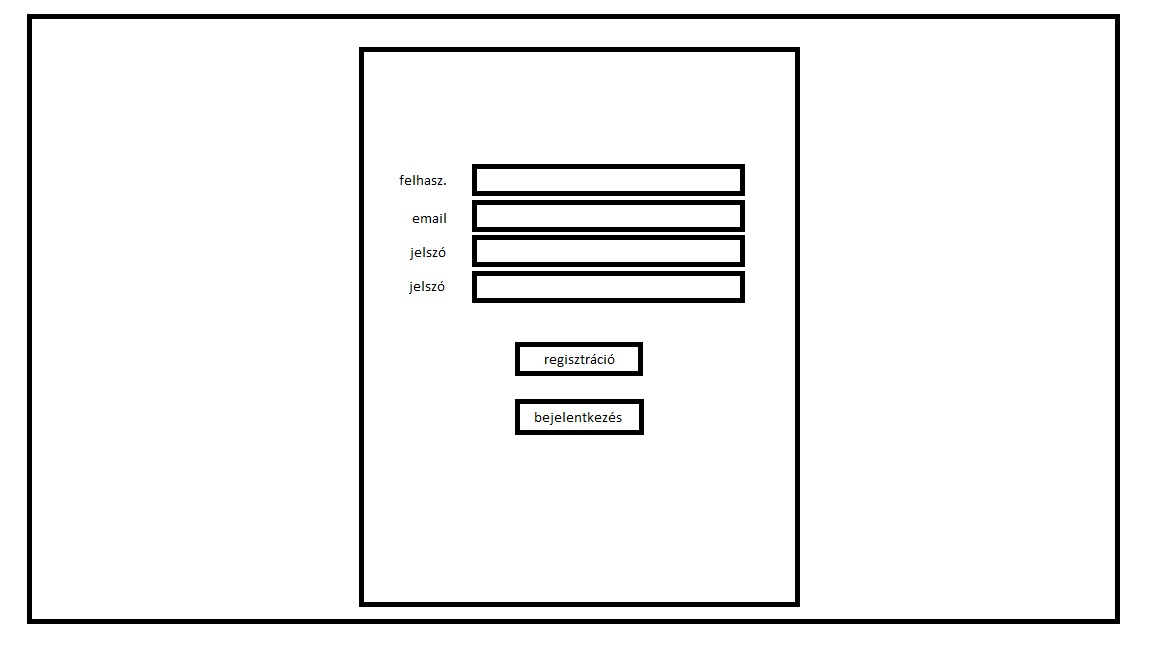 felhasz.
email
jelszó
jelszó
regisztráció
bejelentkezés